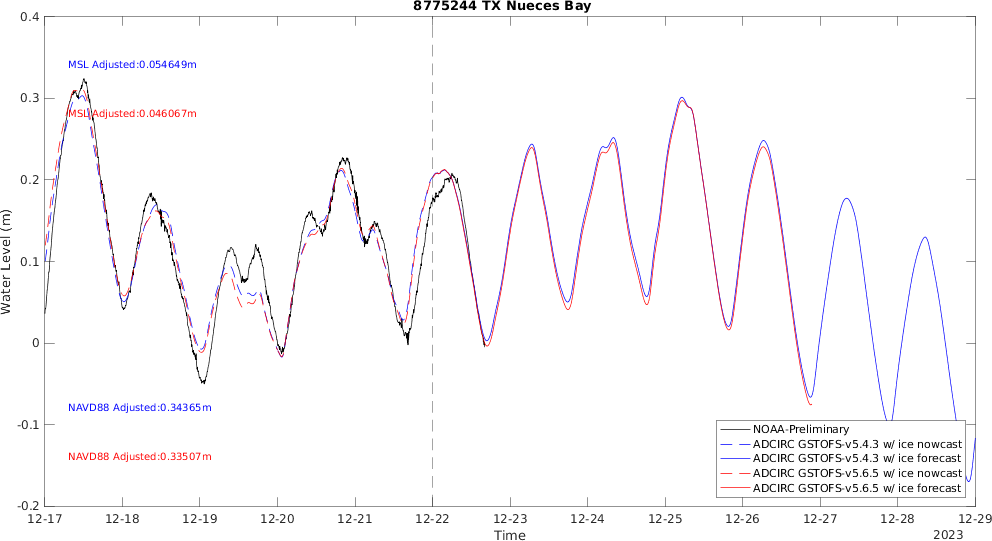 8775244 TX Nueces Bay
0.4
0.3
0.2
0.1
0
-0.1
-0.2
Water Level (m)
MSL Adjusted:0.054649m
MSL Adjusted:0.046067m
NAVD88 Adjusted:0.34365m
NAVD88 Adjusted:0.33507m
NOAA-Preliminary
ADCIRC GSTOFS-v5.4.3 w/ ice nowcast
ADCIRC GSTOFS-v5.4.3 w/ ice forecast
ADCIRC GSTOFS-v5.6.5 w/ ice nowcast
ADCIRC GSTOFS-v5.6.5 w/ ice forecast
12-17 12-18 12-19 12-20 12-21 12-22 12-23 12-24 12-25 12-26 12-27 12-28 12-29
Time
2023